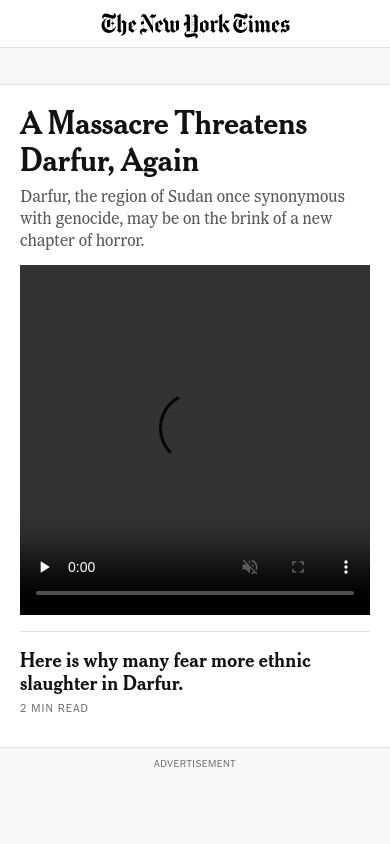 The New York Times
A Massacre Threatens
Darfur, Again
Darfur, the region of Sudan once synonymous
with genocide, may be on the brink of a new
chapter of horror.
0:00
Here is why many fear more ethnic
slaughter in Darfur.
2 MIN READ
ADVERTISEMENT